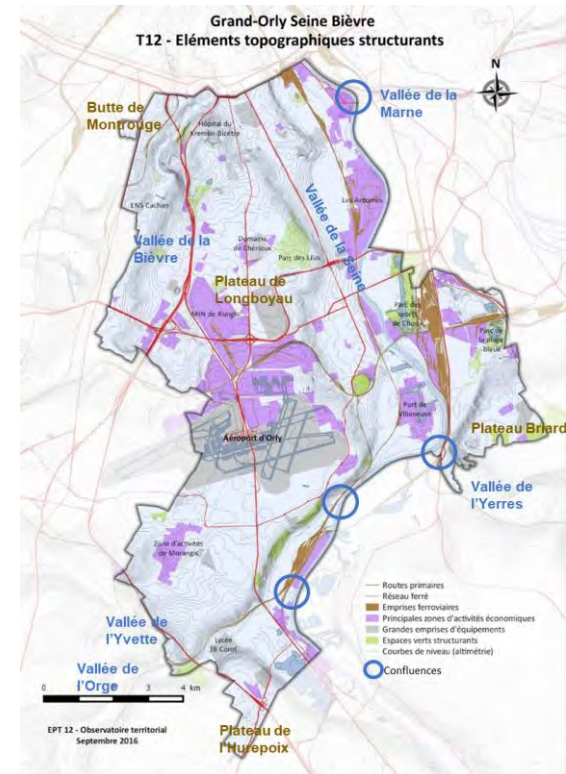 Grand-Orly Seine Bièvre
T12 - Eléments topographiques structurants
N
Vallée de la
Marne
Butte de
Montrouge
Hôpital du
Kremlin-Bicêtre
ENS Cachan
Les Ardoines
Vallée de la Seine
Vallée de la
Bièvre
Domaine
de Chérioux
Parc des Lilas
Plateau de
Longboyau
MIN de Rungis
Parc des
sports
de Choisy
Parc de
la plage
bleue
Port de
Villeneuve
Plateau Briard
Aéroport d'Orly
Vallée de
l'Yerres
Zone d'activités
de Morangis
Vallée de
l'Yvette
Lycée
JB Corot
Vallée de
l'Orge
Routes primaires
Réseau ferré
Emprises ferroviaires
Principales zones d'activités économiques
Grandes emprises d'équipements
Espaces verts structurants
Courbes de niveau (altimétrie)
Confluences
0 1 2 3 4 km
EPT 12 - Observatoire territorial
Septembre 2016
Plateau de
l'Hurepoix